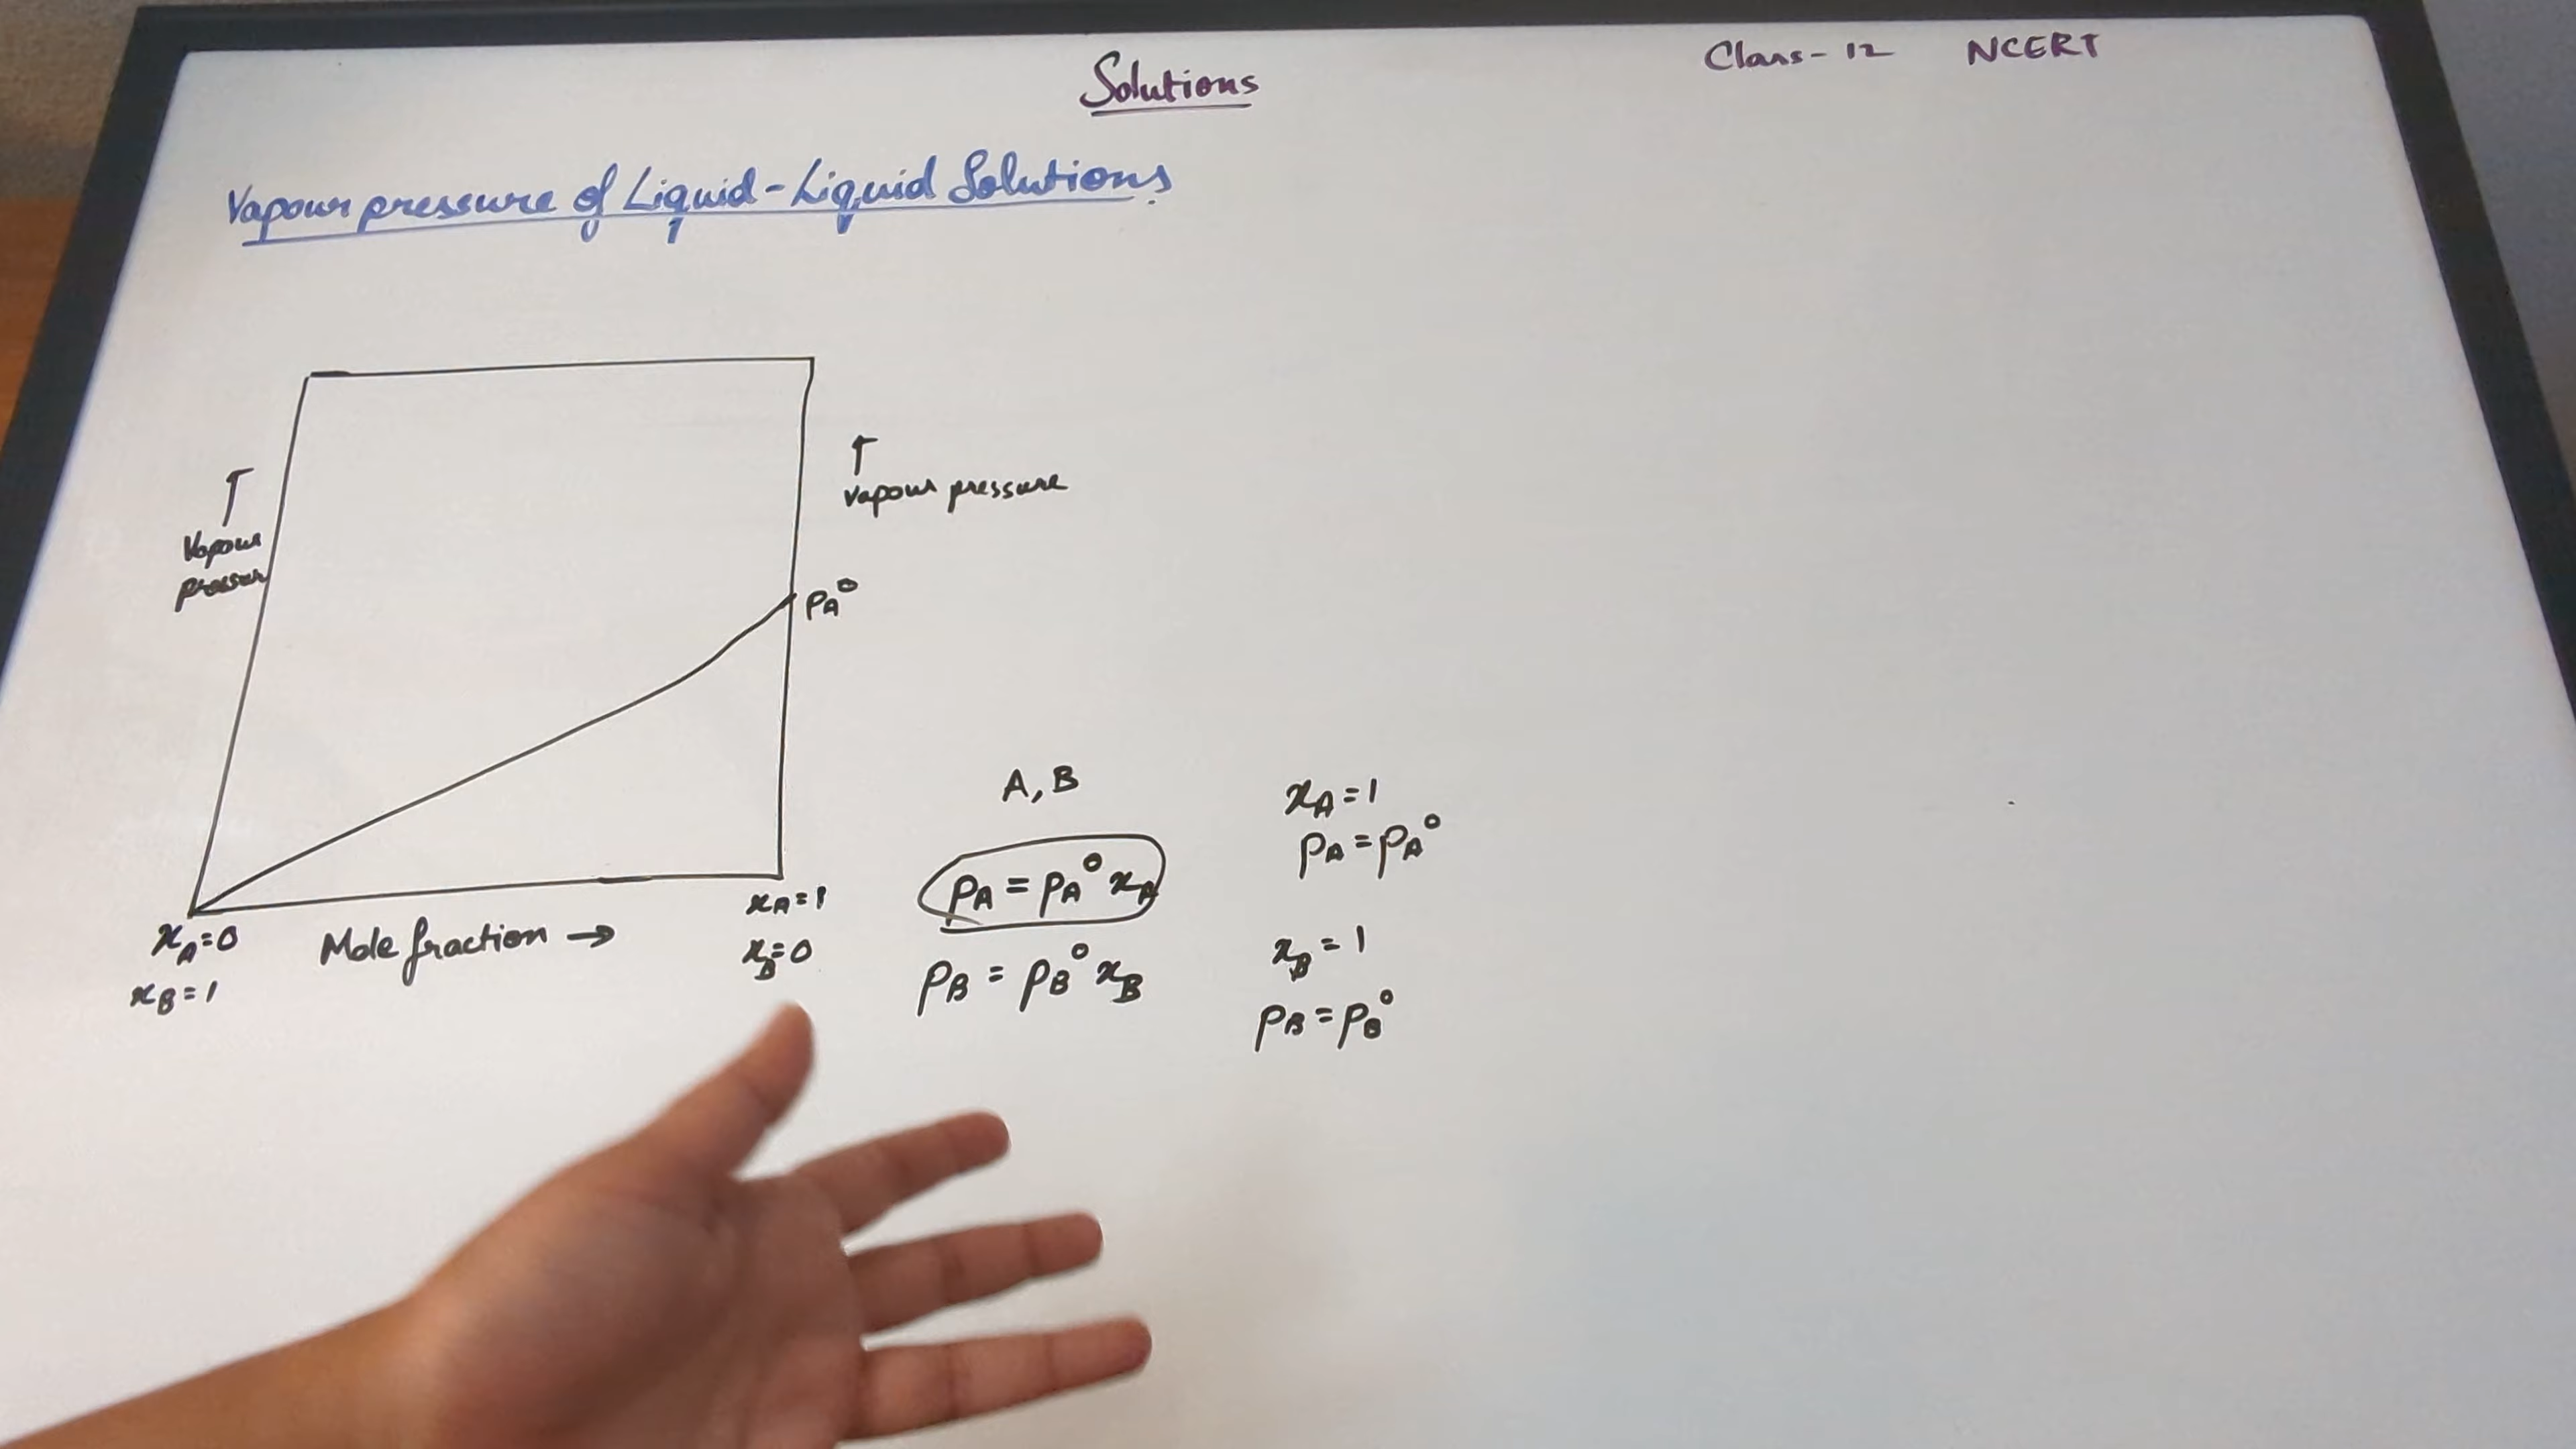 Solutions
Class-12 NCERT
Vapour pressure of Liquid-Liquid Solutions
↑
Vapour
pressur
↑
vapour pressure
pA°
xA=0
xB=1
Mole fraction →
xA=1
xB=0
A, B
pA = pA° xA
pB = pB° xB
xA=1
pA=pA°
xB=1
pB=pB°